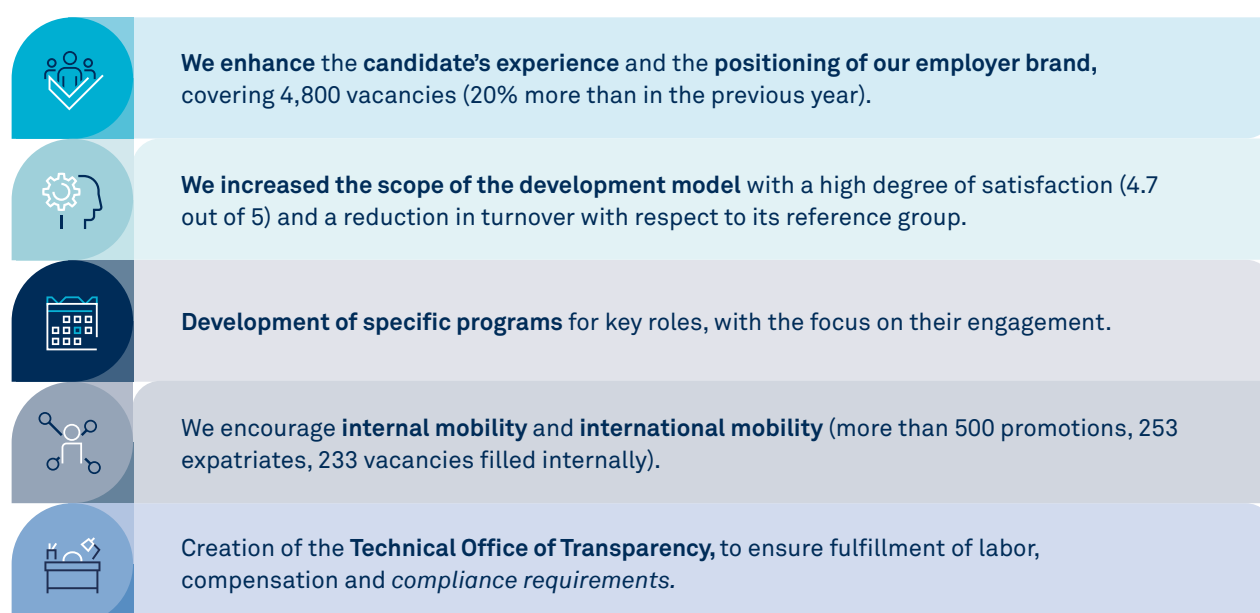 We enhance the candidate’s experience and the positioning of our employer brand,
covering 4,800 vacancies (20% more than in the previous year).
We increased the scope of the development model with a high degree of satisfaction (4.7
out of 5) and a reduction in turnover with respect to its reference group.
Development of specific programs for key roles, with the focus on their engagement.
We encourage internal mobility and international mobility (more than 500 promotions, 253
expatriates, 233 vacancies filled internally).
Creation of the Technical Office of Transparency, to ensure fulfillment of labor,
compensation and compliance requirements.